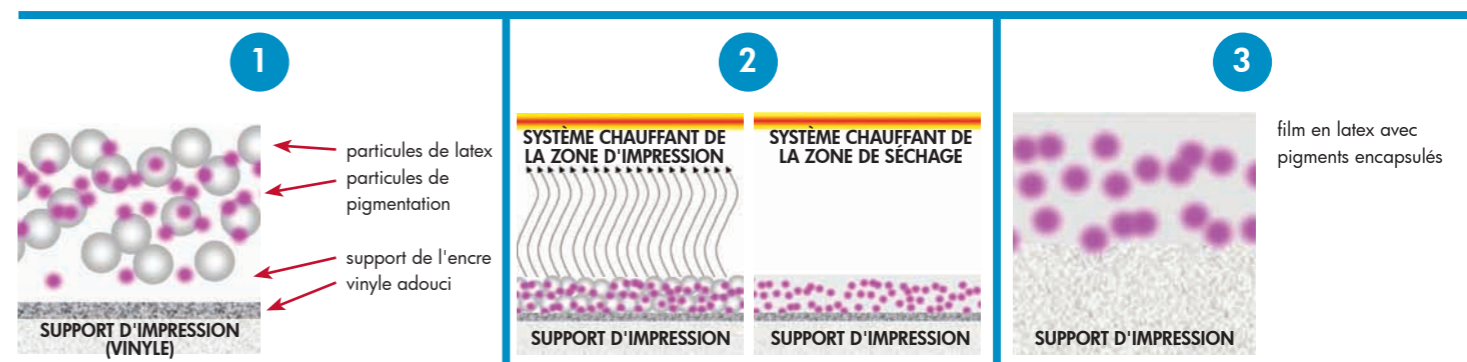 1
particules de latex
particules de
pigmentation
support de l'encre
vinyle adouci
SUPPORT D'IMPRESSION
(VINYLE)
2
SYSTÈME CHAUFFANT DE
LA ZONE D'IMPRESSION
SUPPORT D'IMPRESSION
SYSTÈME CHAUFFANT DE
LA ZONE DE SÉCHAGE
SUPPORT D'IMPRESSION
3
film en latex avec
pigments encapsulés
SUPPORT D'IMPRESSION